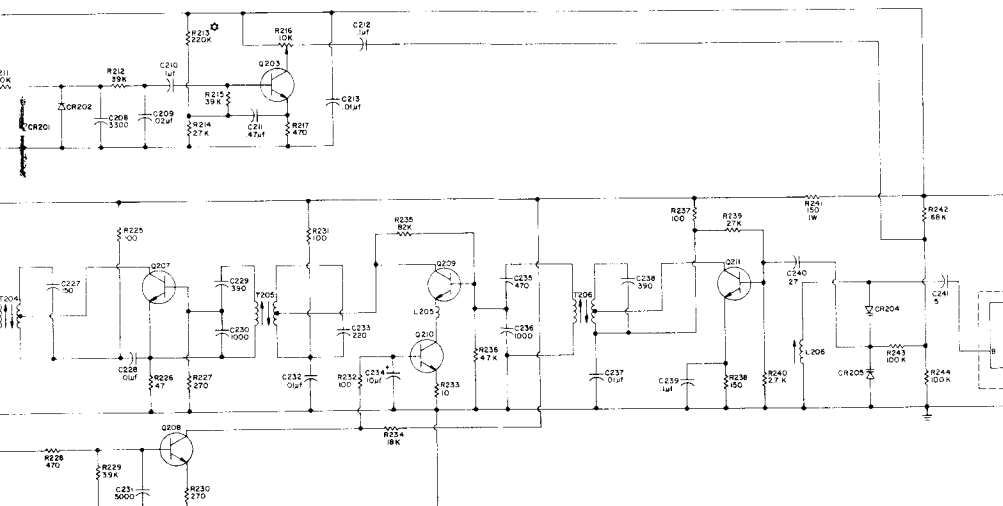 R213
220K
R216
10K
C212
.1μf
Q203
R212
39K
C210
1μf
R215
39K
CR202
C208
3300
C209
.02μf
CR201
R214
27K
C211
.47μf
R217
470
C213
.01μf
R225
100
Q207
C227
150
T204
C228
.01μf
R226
47
R227
270
C229
390
C230
1000
T205
R231
100
C232
.01μf
C233
220
R235
82K
Q209
L205
Q210
R232
100
C234
10μf
R233
10
R236
4.7K
C235
470
C236
1000
T206
C237
.01μf
C238
390
R237
100
R239
27K
Q211
C239
.1μf
R238
150
R240
2.7K
C240
27
R241
150
1W
R242
68K
C241
5
CR204
L206
CR205
R243
100K
R244
100K
B
Q208
R234
18K
R228
470
R229
3.9K
C231
5000
R230
270